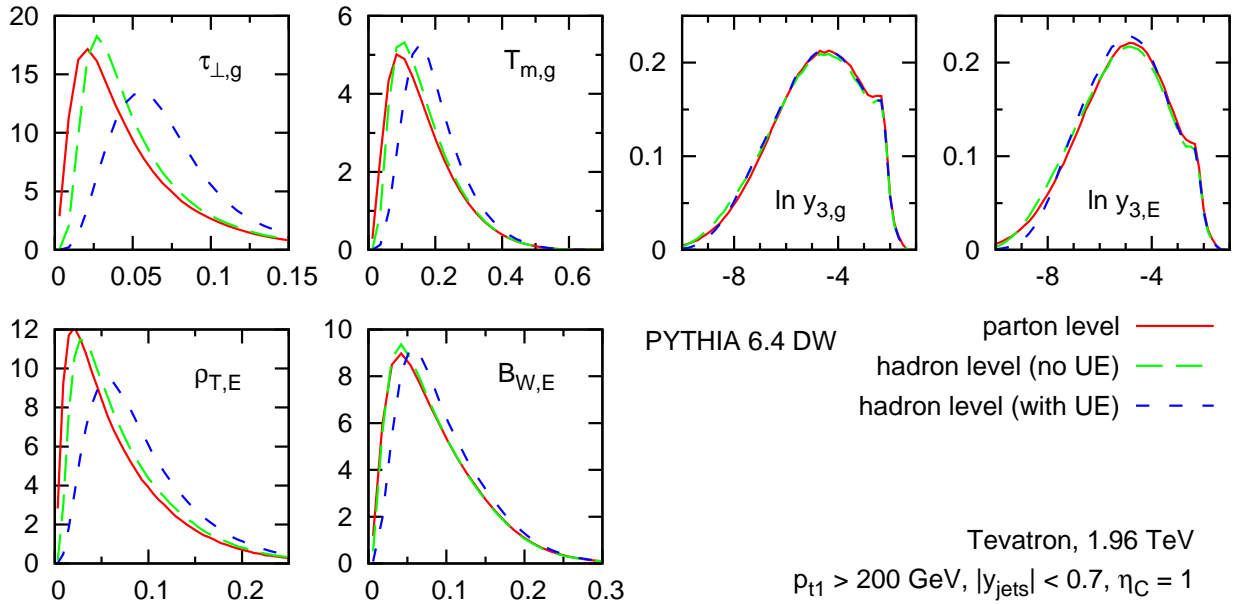 20
15
10
5
0
τ⊥,g
0 0.05 0.1 0.15
6
4
2
0
Tm,g
0 0.2 0.4 0.6
0.2
0.1
0
ln y3,g
-8 -4
0.2
0.1
0
ln y3,E
-8 -4
12
10
8
6
4
2
0
ρT,E
0 0.1 0.2
10
8
6
4
2
0
BW,E
0 0.1 0.2 0.3
PYTHIA 6.4 DW
parton level
hadron level (no UE)
hadron level (with UE)
Tevatron, 1.96 TeV
pt1 > 200 GeV, |yjets| < 0.7, ηC = 1